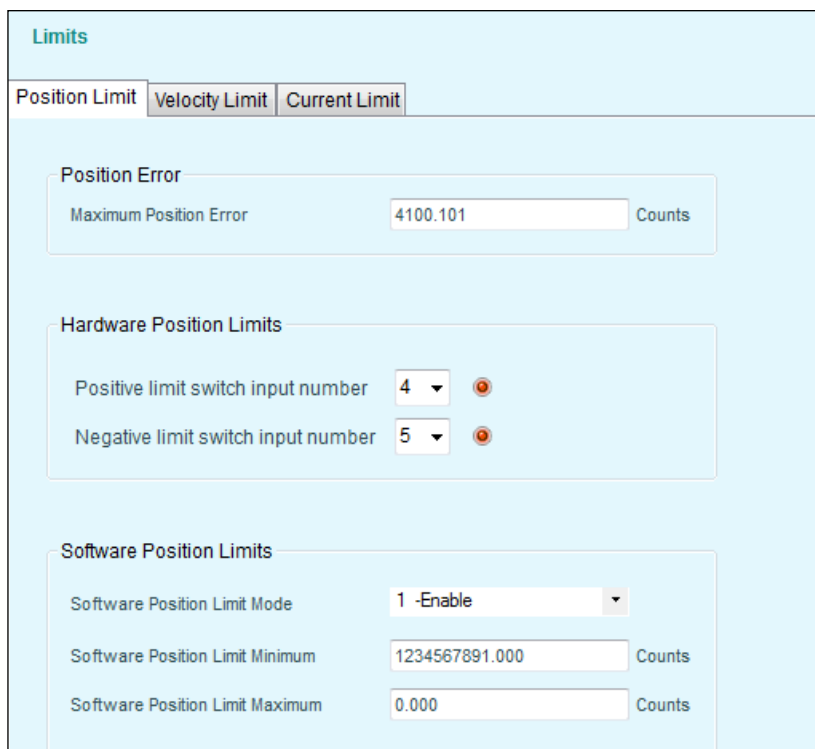 Limits
Position Limit Velocity Limit Current Limit
Position Error
Maximum Position Error 4100.101 Counts
Hardware Position Limits
Positive limit switch input number 4
Negative limit switch input number 5
Software Position Limits
Software Position Limit Mode 1 -Enable
Software Position Limit Minimum 1234567891.000 Counts
Software Position Limit Maximum 0.000 Counts